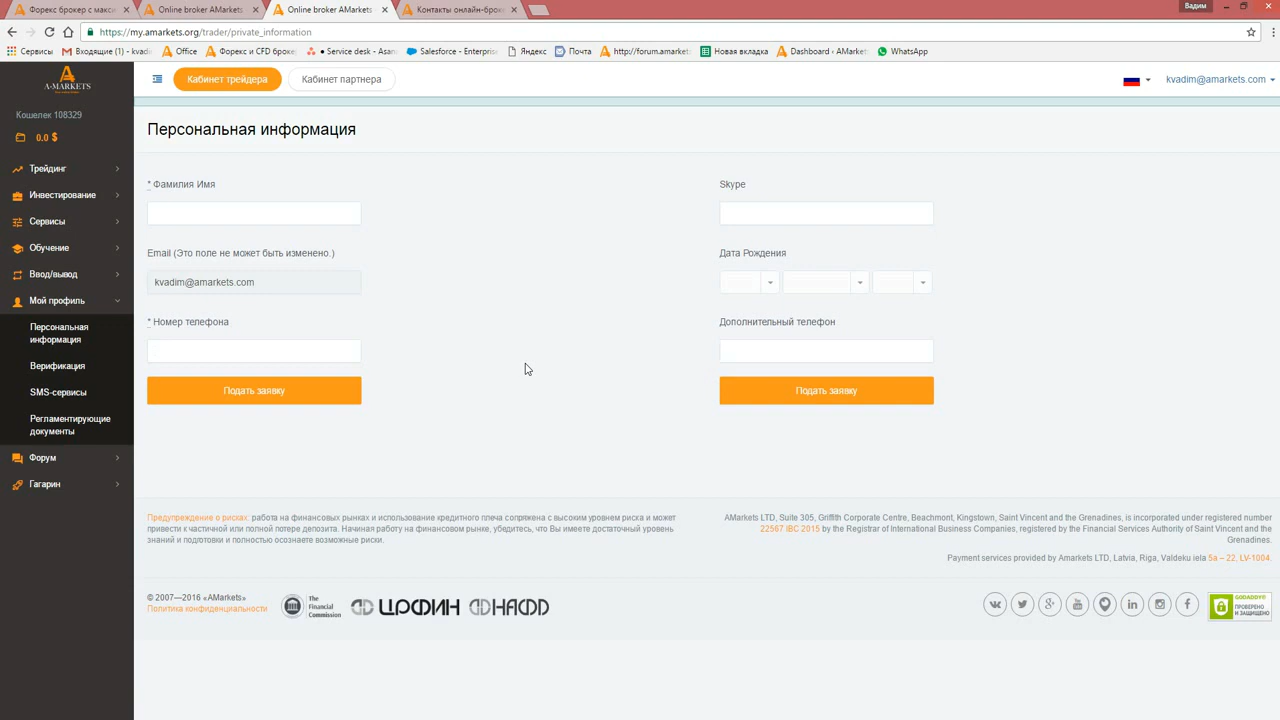 Форекс брокер с макси
Online broker AMarkets
Online broker AMarkets
Контакты онлайн-брок
Вадим
https://my.amarkets.org/trader/private_information
Сервисы
Входящие (1) - kvadi
Office
Форекс и CFD броке
● Service desk - Asan
Salesforce - Enterpris
Яндекс
Почта
http://forum.amarkets
Новая вкладка
Dashboard ‹ AMarket
WhatsApp
A-MARKETS
Кабинет трейдера
Кабинет партнера
kvadim@amarkets.com
Кошелек 108329
0.0 $
Трейдинг
Инвестирование
Сервисы
Обучение
Ввод/вывод
Мой профиль
Персональная
информация
Верификация
SMS-сервисы
Регламентирующие
документы
Форум
Гагарин
Персональная информация
* Фамилия Имя
Skype
Email (Это поле не может быть изменено.)
Дата Рождения
kvadim@amarkets.com
* Номер телефона
Дополнительный телефон
Подать заявку
Подать заявку
Предупреждение о рисках: работа на финансовых рынках и использование кредитного плеча сопряжена с высоким уровнем риска и может
привести к частичной или полной потере депозита. Начиная работу на финансовом рынке, убедитесь, что Вы имеете достаточный уровень
знаний и подготовки и полностью осознаете возможные риски.
AMarkets LTD, Suite 305, Griffith Corporate Centre, Beachmont, Kingstown, Saint Vincent and the Grenadines, is incorporated under registered number
22567 IBC 2015 by the Registrar of International Business Companies, registered by the Financial Services Authority of Saint Vincent and the
Grenadines.
Payment services provided by Amarkets LTD, Latvia, Riga, Valdeku iela 5a – 22, LV-1004.
© 2007—2016 «AMarkets»
Политика конфиденциальности
The
Financial
Commission
ЦРФИН
НАФД
GODADDY®
ПРОВЕРЕНО
И ЗАЩИЩЕНО